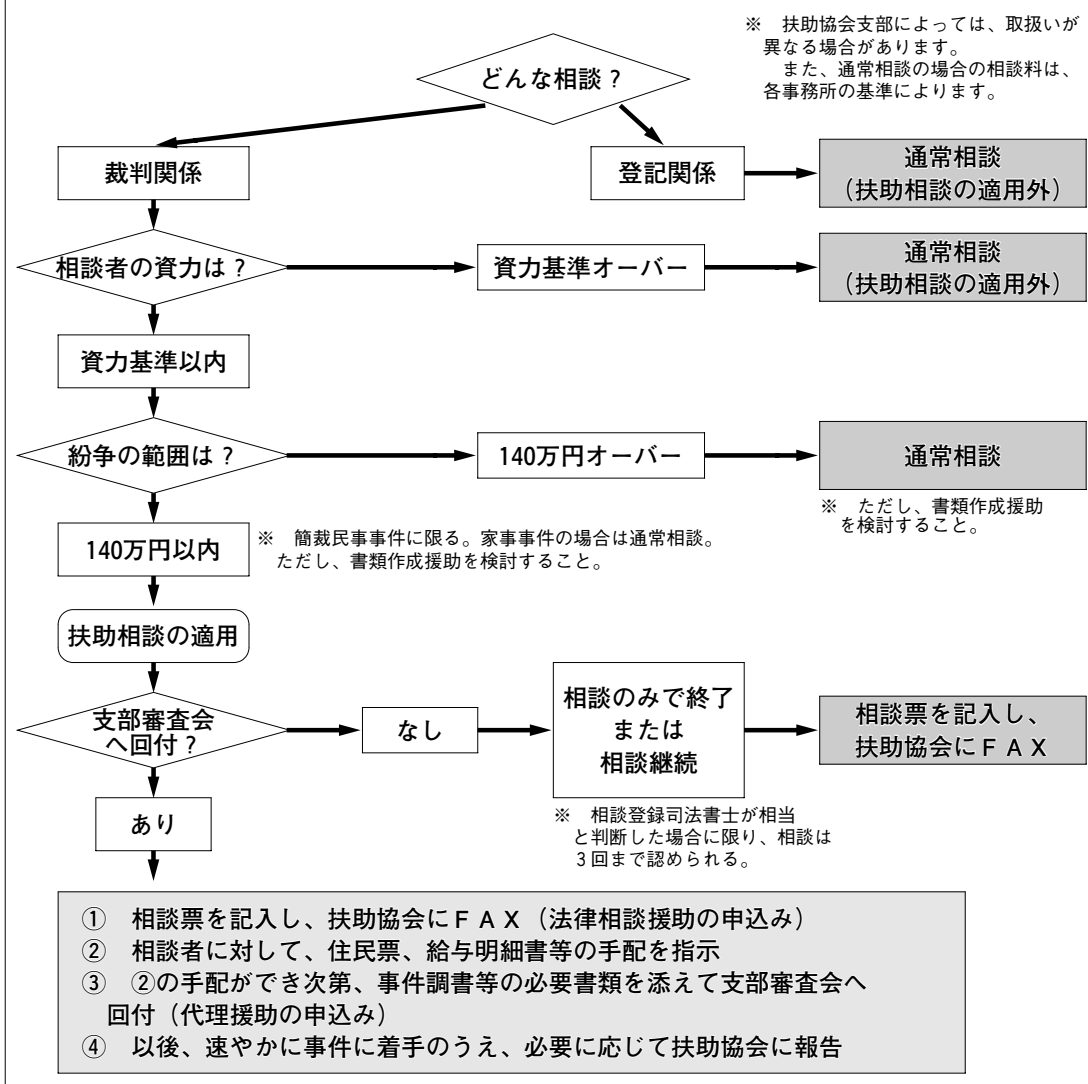 ※　扶助協会支部によっては、取扱いが
異なる場合があります。
また、通常相談の場合の相談料は、
各事務所の基準によります。
どんな相談？
裁判関係
登記関係
通常相談
（扶助相談の適用外）
相談者の資力は？
資力基準オーバー
通常相談
（扶助相談の適用外）
資力基準以内
紛争の範囲は？
140万円オーバー
通常相談
※　ただし、書類作成援助
を検討すること。
140万円以内
※　簡裁民事事件に限る。家事事件の場合は通常相談。
ただし、書類作成援助を検討すること。
扶助相談の適用
支部審査会
へ回付？
なし
相談のみで終了
または
相談継続
相談票を記入し、
扶助協会にＦＡＸ
※　相談登録司法書士が相当
と判断した場合に限り、相談は
３回まで認められる。
あり
①　相談票を記入し、扶助協会にＦＡＸ（法律相談援助の申込み）
②　相談者に対して、住民票、給与明細書等の手配を指示
③　②の手配ができ次第、事件調書等の必要書類を添えて支部審査会へ
回付（代理援助の申込み）
④　以後、速やかに事件に着手のうえ、必要に応じて扶助協会に報告